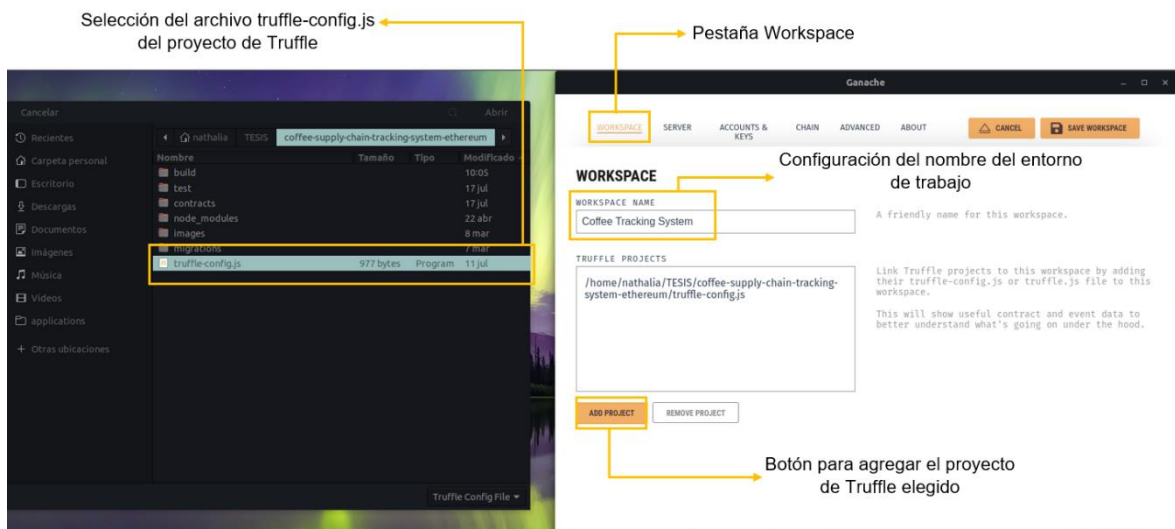 Selección del archivo truffle-config.js
del proyecto de Truffle
Pestaña Workspace
Cancelar
Abrir
Recientes
Carpeta personal
Escritorio
Descargas
Documentos
Imágenes
Música
Vídeos
applications
+ Otras ubicaciones
nathalia
TESIS
coffee-supply-chain-tracking-system-ethereum
Nombre
Tamaño
Tipo
Modificado
build
10:05
test
17 jul
contracts
17 jul
node_modules
22 abr
images
8 mar
migrations
7 mar
truffle-config.js
977 bytes
Program
11 jul
Truffle Config File
Ganache
WORKSPACE
SERVER
ACCOUNTS &
KEYS
CHAIN
ADVANCED
ABOUT
CANCEL
SAVE WORKSPACE
Configuración del nombre del entorno
de trabajo
WORKSPACE
WORKSPACE NAME
Coffee Tracking System
A friendly name for this workspace.
TRUFFLE PROJECTS
/home/nathalia/TESIS/coffee-supply-chain-tracking-
system-ethereum/truffle-config.js
Link Truffle projects to this workspace by adding
their truffle-config.js or truffle.js file to this
workspace.
This will show useful contract and event data to
better understand what's going on under the hood.
ADD PROJECT
REMOVE PROJECT
Botón para agregar el proyecto
de Truffle elegido